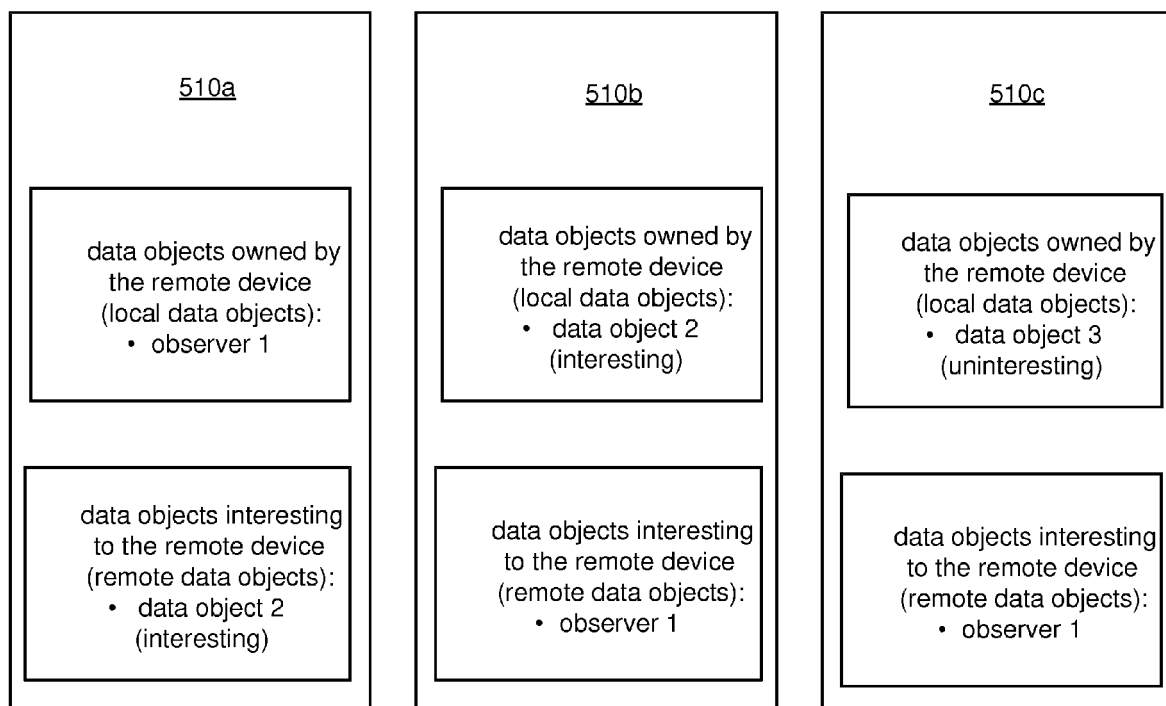 510a
data objects owned by
the remote device
(local data objects):
• observer 1
data objects interesting
to the remote device
(remote data objects):
• data object 2
(interesting)
510b
data objects owned by
the remote device
(local data objects):
• data object 2
(interesting)
data objects interesting
to the remote device
(remote data objects):
• observer 1
510c
data objects owned by
the remote device
(local data objects):
• data object 3
(uninteresting)
data objects interesting
to the remote device
(remote data objects):
• observer 1